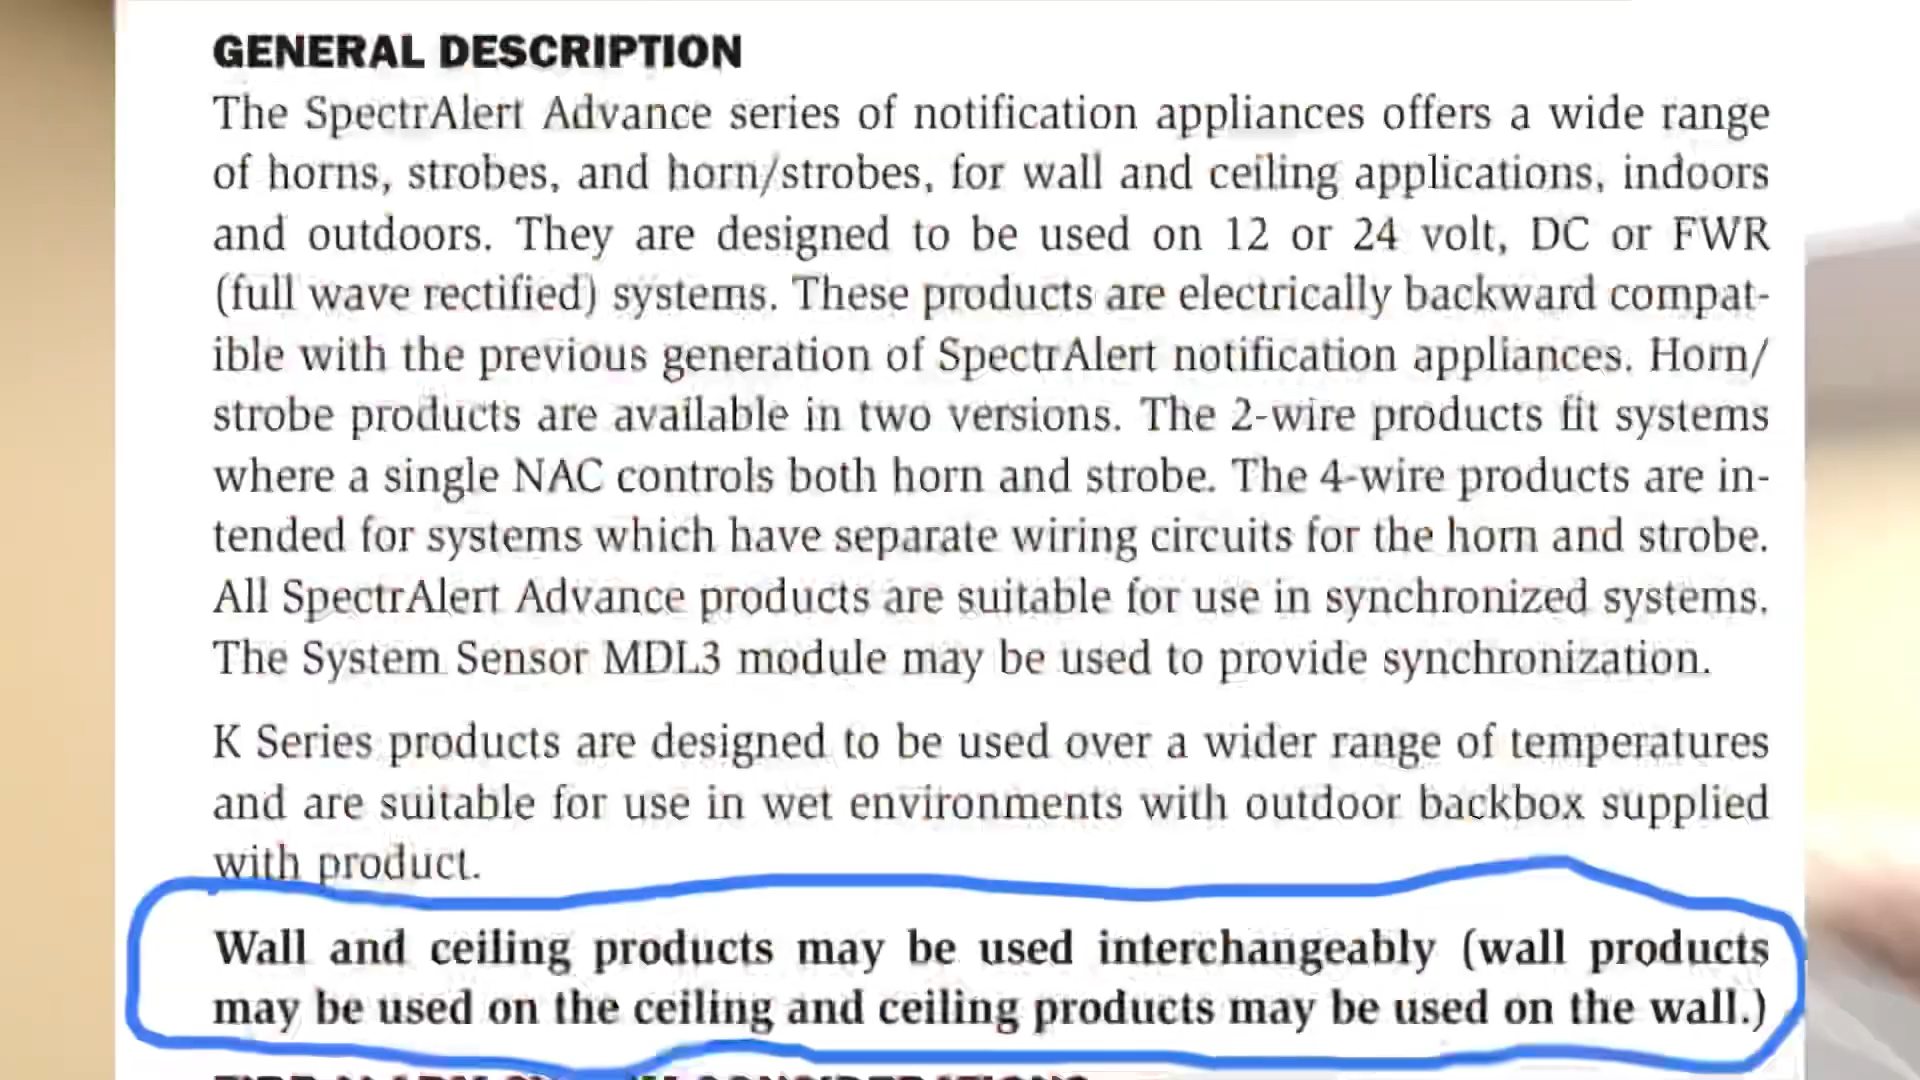 GENERAL DESCRIPTION
The SpectrAlert Advance series of notification appliances offers a wide range
of horns, strobes, and horn/strobes, for wall and ceiling applications, indoors
and outdoors. They are designed to be used on 12 or 24 volt, DC or FWR
(full wave rectified) systems. These products are electrically backward compat-
ible with the previous generation of SpectrAlert notification appliances. Horn/
strobe products are available in two versions. The 2-wire products fit systems
where a single NAC controls both horn and strobe. The 4-wire products are in-
tended for systems which have separate wiring circuits for the horn and strobe.
All SpectrAlert Advance products are suitable for use in synchronized systems.
The System Sensor MDL3 module may be used to provide synchronization.
K Series products are designed to be used over a wider range of temperatures
and are suitable for use in wet environments with outdoor backbox supplied
with product.
Wall and ceiling products may be used interchangeably (wall products
may be used on the ceiling and ceiling products may be used on the wall.)